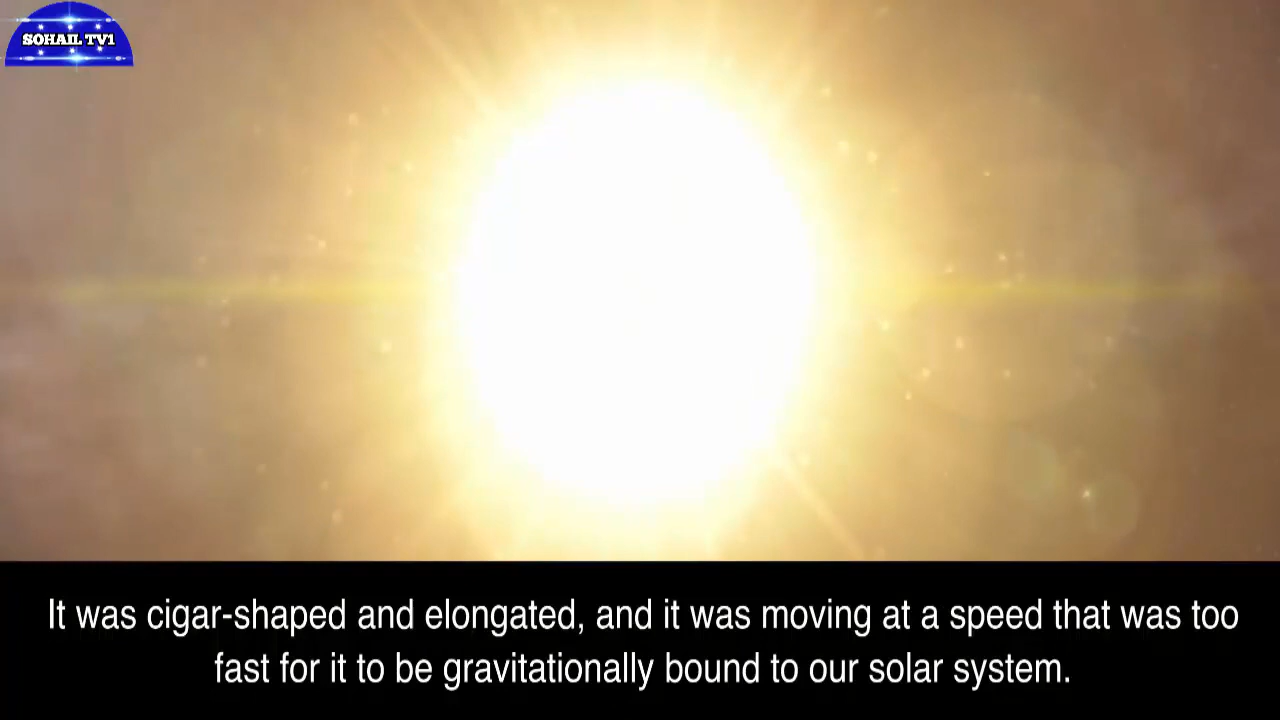 SOHAIL TV1
It was cigar-shaped and elongated, and it was moving at a speed that was too
fast for it to be gravitationally bound to our solar system.